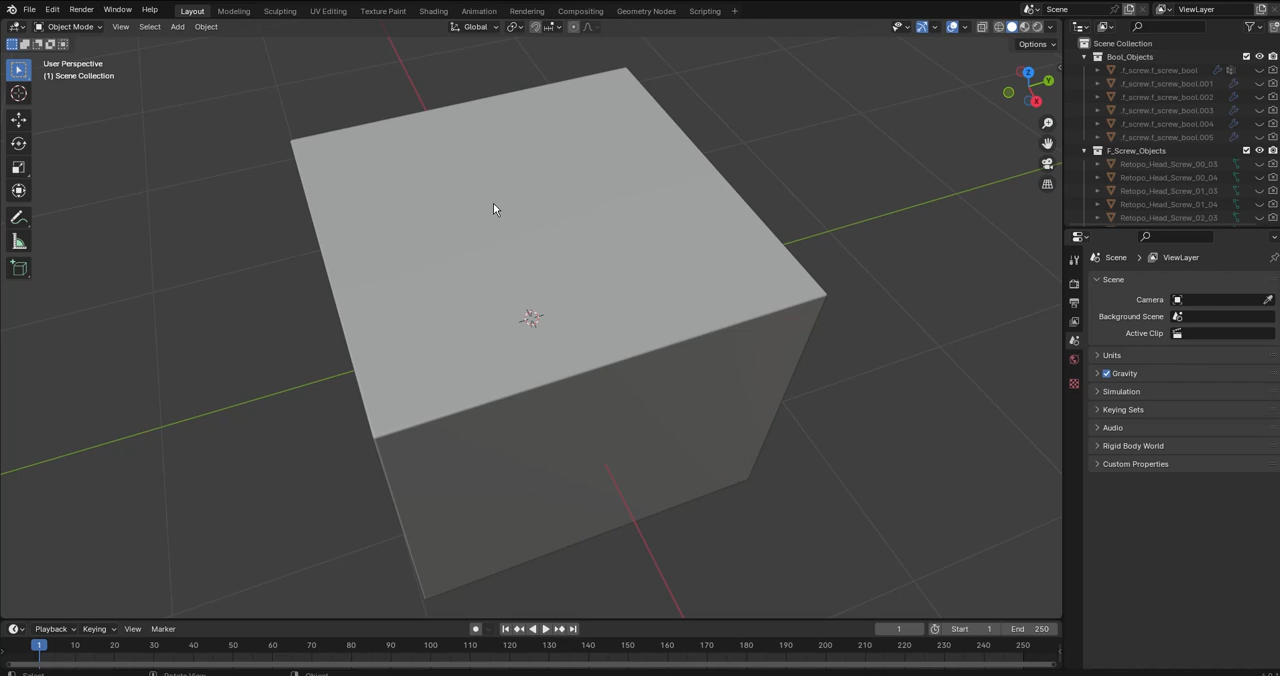 File Edit Render Window Help Layout Modeling Sculpting UV Editing Texture Paint Shading Animation Rendering Compositing Geometry Nodes Scripting + Scene ViewLayer
Object Mode View Select Add Object Global
Options
User Perspective
(1) Scene Collection
Z
Y
X
Scene Collection
Bool_Objects
.f_screw.f_screw_bool
.f_screw.f_screw_bool.001
.f_screw.f_screw_bool.002
.f_screw.f_screw_bool.003
.f_screw.f_screw_bool.004
.f_screw.f_screw_bool.005
F_Screw_Objects
Retopo_Head_Screw_00_03
Retopo_Head_Screw_00_04
Retopo_Head_Screw_01_03
Retopo_Head_Screw_01_04
Retopo_Head_Screw_02_03
Scene > ViewLayer
Scene
Camera
Background Scene
Active Clip
Units
Gravity
Simulation
Keying Sets
Audio
Rigid Body World
Custom Properties
Playback Keying View Marker 1 Start 1 End 250
1 10 20 30 40 50 60 70 80 90 100 110 120 130 140 150 160 170 180 190 200 210 220 230 240 250